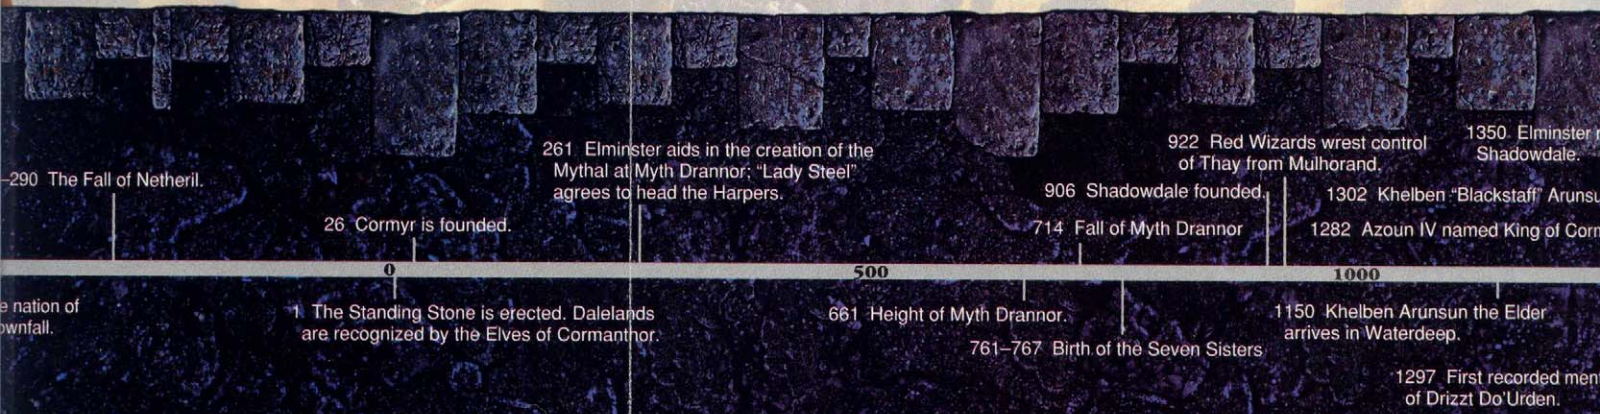 –290 The Fall of Netheril.
26 Cormyr is founded.
261 Elminster aids in the creation of the
Mythal at Myth Drannor; “Lady Steel”
agrees to head the Harpers.
922 Red Wizards wrest control
of Thay from Mulhorand.
906 Shadowdale founded.
714 Fall of Myth Drannor
1350 Elminster r
Shadowdale.
1302 Khelben “Blackstaff” Arunsu
1282 Azoun IV named King of Corm
0
500
1000
e nation of
ownfall.
1 The Standing Stone is erected. Dalelands
are recognized by the Elves of Cormanthor.
661 Height of Myth Drannor.
761–767 Birth of the Seven Sisters
1150 Khelben Arunsun the Elder
arrives in Waterdeep.
1297 First recorded men
of Drizzt Do’Urden.